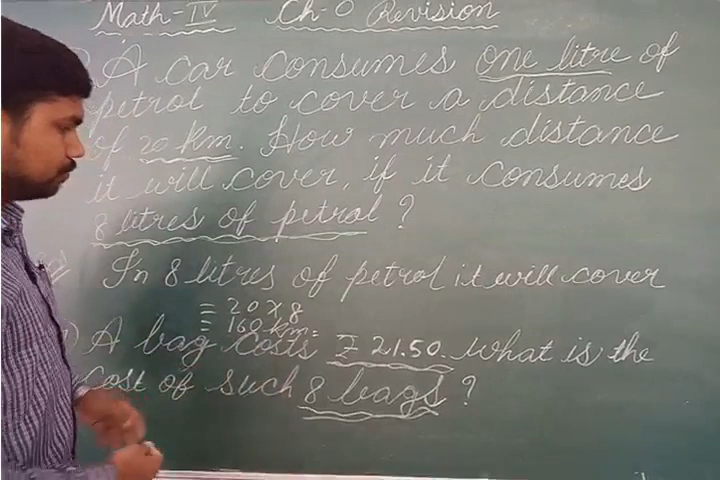 Math-IV Ch-0 Revision
A car consumes one litre of
petrol to cover a distance
of 20 km. How much distance
it will cover, if it consumes
8 litres of petrol ?
In 8 litres of petrol it will cover
= 20 x 8
= 160 km.
A bag costs ₹ 21.50. What is the
cost of such 8 bags ?